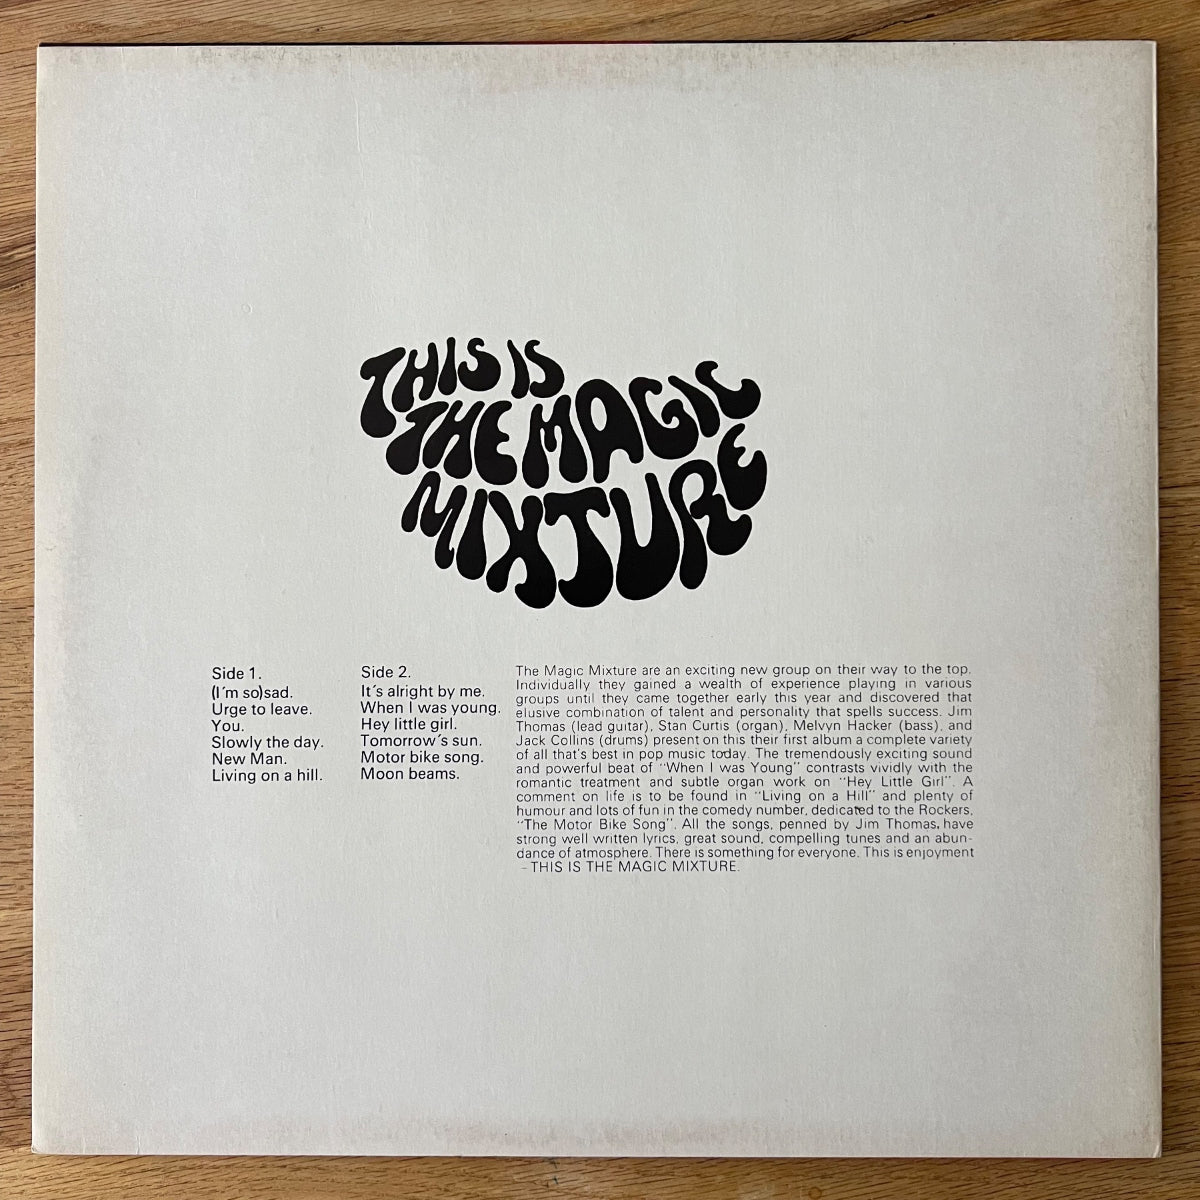 THIS IS
THE MAGIC
MIXTURE
Side 1.
(I'm so)sad.
Urge to leave.
You.
Slowly the day.
New Man.
Living on a hill.
Side 2.
It's alright by me.
When I was young.
Hey little girl.
Tomorrow's sun.
Motor bike song.
Moon beams.
The Magic Mixture are an exciting new group on their way to the top.
Individually they gained a wealth of experience playing in various
groups until they came together early this year and discovered that
elusive combination of talent and personality that spells success. Jim
Thomas (lead guitar), Stan Curtis (organ), Melvyn Hacker (bass), and
Jack Collins (drums) present on this their first album a complete variety
of all that's best in pop music today. The tremendously exciting sound
and powerful beat of "When I was Young" contrasts vividly with the
romantic treatment and subtle organ work on "Hey Little Girl". A
comment on life is to be found in "Living on a Hill" and plenty of
humour and lots of fun in the comedy number, dedicated to the Rockers,
"The Motor Bike Song". All the songs, penned by Jim Thomas, have
strong well written lyrics, great sound, compelling tunes and an abun-
dance of atmosphere. There is something for everyone. This is enjoyment
- THIS IS THE MAGIC MIXTURE.